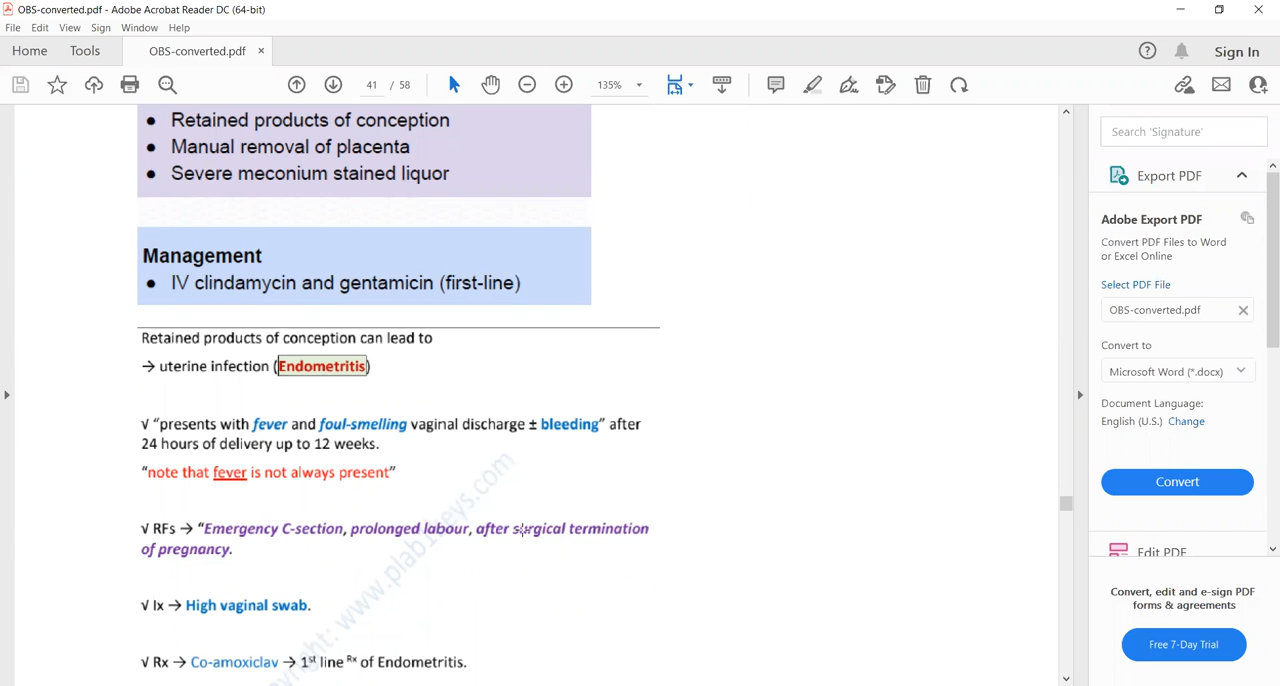 OBS-converted.pdf - Adobe Acrobat Reader DC (64-bit)
File Edit View Sign Window Help
Home Tools OBS-converted.pdf × Sign In
41 / 58 135%
• Retained products of conception
• Manual removal of placenta
• Severe meconium stained liquor
Management
• IV clindamycin and gentamicin (first-line)
Retained products of conception can lead to
→ uterine infection (Endometritis)
√ “presents with fever and foul-smelling vaginal discharge ± bleeding” after
24 hours of delivery up to 12 weeks.
“note that fever is not always present”
√ RFs → “Emergency C-section, prolonged labour, after surgical termination
of pregnancy.
√ Ix → High vaginal swab.
√ Rx → Co-amoxiclav → 1st line Rx of Endometritis.
Search 'Signature'
Export PDF
Adobe Export PDF
Convert PDF Files to Word
or Excel Online
Select PDF File
OBS-converted.pdf
Convert to
Microsoft Word (*.docx)
Document Language:
English (U.S.) Change
Convert
Edit PDF
Convert, edit and e-sign PDF
forms & agreements
Free 7-Day Trial